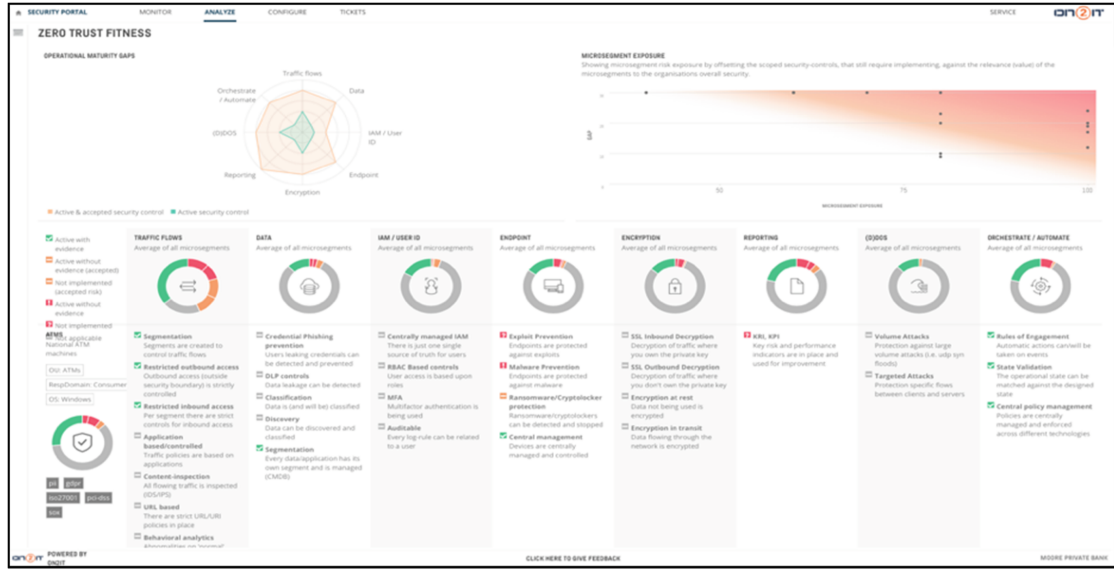 SECURITY PORTAL MONITOR ANALYZE CONFIGURE TICKETS SERVICE ON2IT
ZERO TRUST FITNESS
OPERATIONAL MATURITY GAPS
Traffic flows
Data
IAM / User
ID
Endpoint
Encryption
Reporting
(D)DOS
Orchestrate
/ Automate
Active & accepted security control Active security control
MICROSEGMENT EXPOSURE
Showing microsegment risk exposure by offsetting the scoped security-controls, that still require implementing, against the relevance (value) of the
microsegments to the organisations overall security.
GAP
50 75 100
MICROSEGMENT EXPOSURE
Active with
evidence
Active without
evidence (accepted)
Not implemented
(accepted risk)
Active without
evidence
Not implemented
Not applicable
TRAFFIC FLOWS
Average of all microsegments
DATA
Average of all microsegments
IAM / USER ID
Average of all microsegments
ENDPOINT
Average of all microsegments
ENCRYPTION
Average of all microsegments
REPORTING
Average of all microsegments
(D)DOS
Average of all microsegments
ORCHESTRATE / AUTOMATE
Average of all microsegments
ATMS
National ATM
machines
OU: ATMs
RespDomain: Consumer
OS: Windows
pii gdpr
iso27001 pci-dss
sox
Segmentation
Segments are created to
control traffic flows
Restricted outbound access
Outbound access (outside
security boundary) is strictly
controlled
Restricted inbound access
Per segment there are strict
controls for inbound access
Application
based/controlled
Traffic policies are based on
applications
Content-inspection
All flowing traffic is inspected
(IDS/IPS)
URL based
There are strict URL/URI
policies in place
Behavioral analytics
Abnormalities on 'normal'
Credential Phishing
prevention
Users leaking credentials can
be detected and prevented
DLP controls
Data leakage can be detected
Classification
Data is (and will be) classified
Discovery
Data can be discovered and
classified
Segmentation
Every data/application has its
own segment and is managed
(CMDB)
Centrally managed IAM
There is just one single
source of truth for users
RBAC Based controls
User access is based upon
roles
MFA
Multifactor authentication is
being used
Auditable
Every log-rule can be related
to a user
Exploit Prevention
Endpoints are protected
against exploits
Malware Prevention
Endpoints are protected
against malware
Ransomware/Cryptolocker
protection
Ransomware/cryptolockers
can be detected and stopped
Central management
Devices are centrally
managed and controlled
SSL Inbound Decryption
Decryption of traffic where
you own the private key
SSL Outbound Decryption
Decryption of traffic where
you don't own the private key
Encryption at rest
Data not being used is
encrypted
Encryption in transit
Data flowing through the
network is encrypted
KRI, KPI
Key risk and performance
indicators are in place and
used for improvement
Volume Attacks
Protection against large
volume attacks (i.e. udp syn
floods)
Targeted Attacks
Protection specific flows
between clients and servers
Rules of Engagement
Automatic actions can/will be
taken on events
State Validation
The operational state can be
matched against the designed
state
Central policy management
Policies are centrally
managed and enforced
across different technologies
ON2IT POWERED BY
ON2IT
CLICK HERE TO GIVE FEEDBACK
MOORE PRIVATE BANK